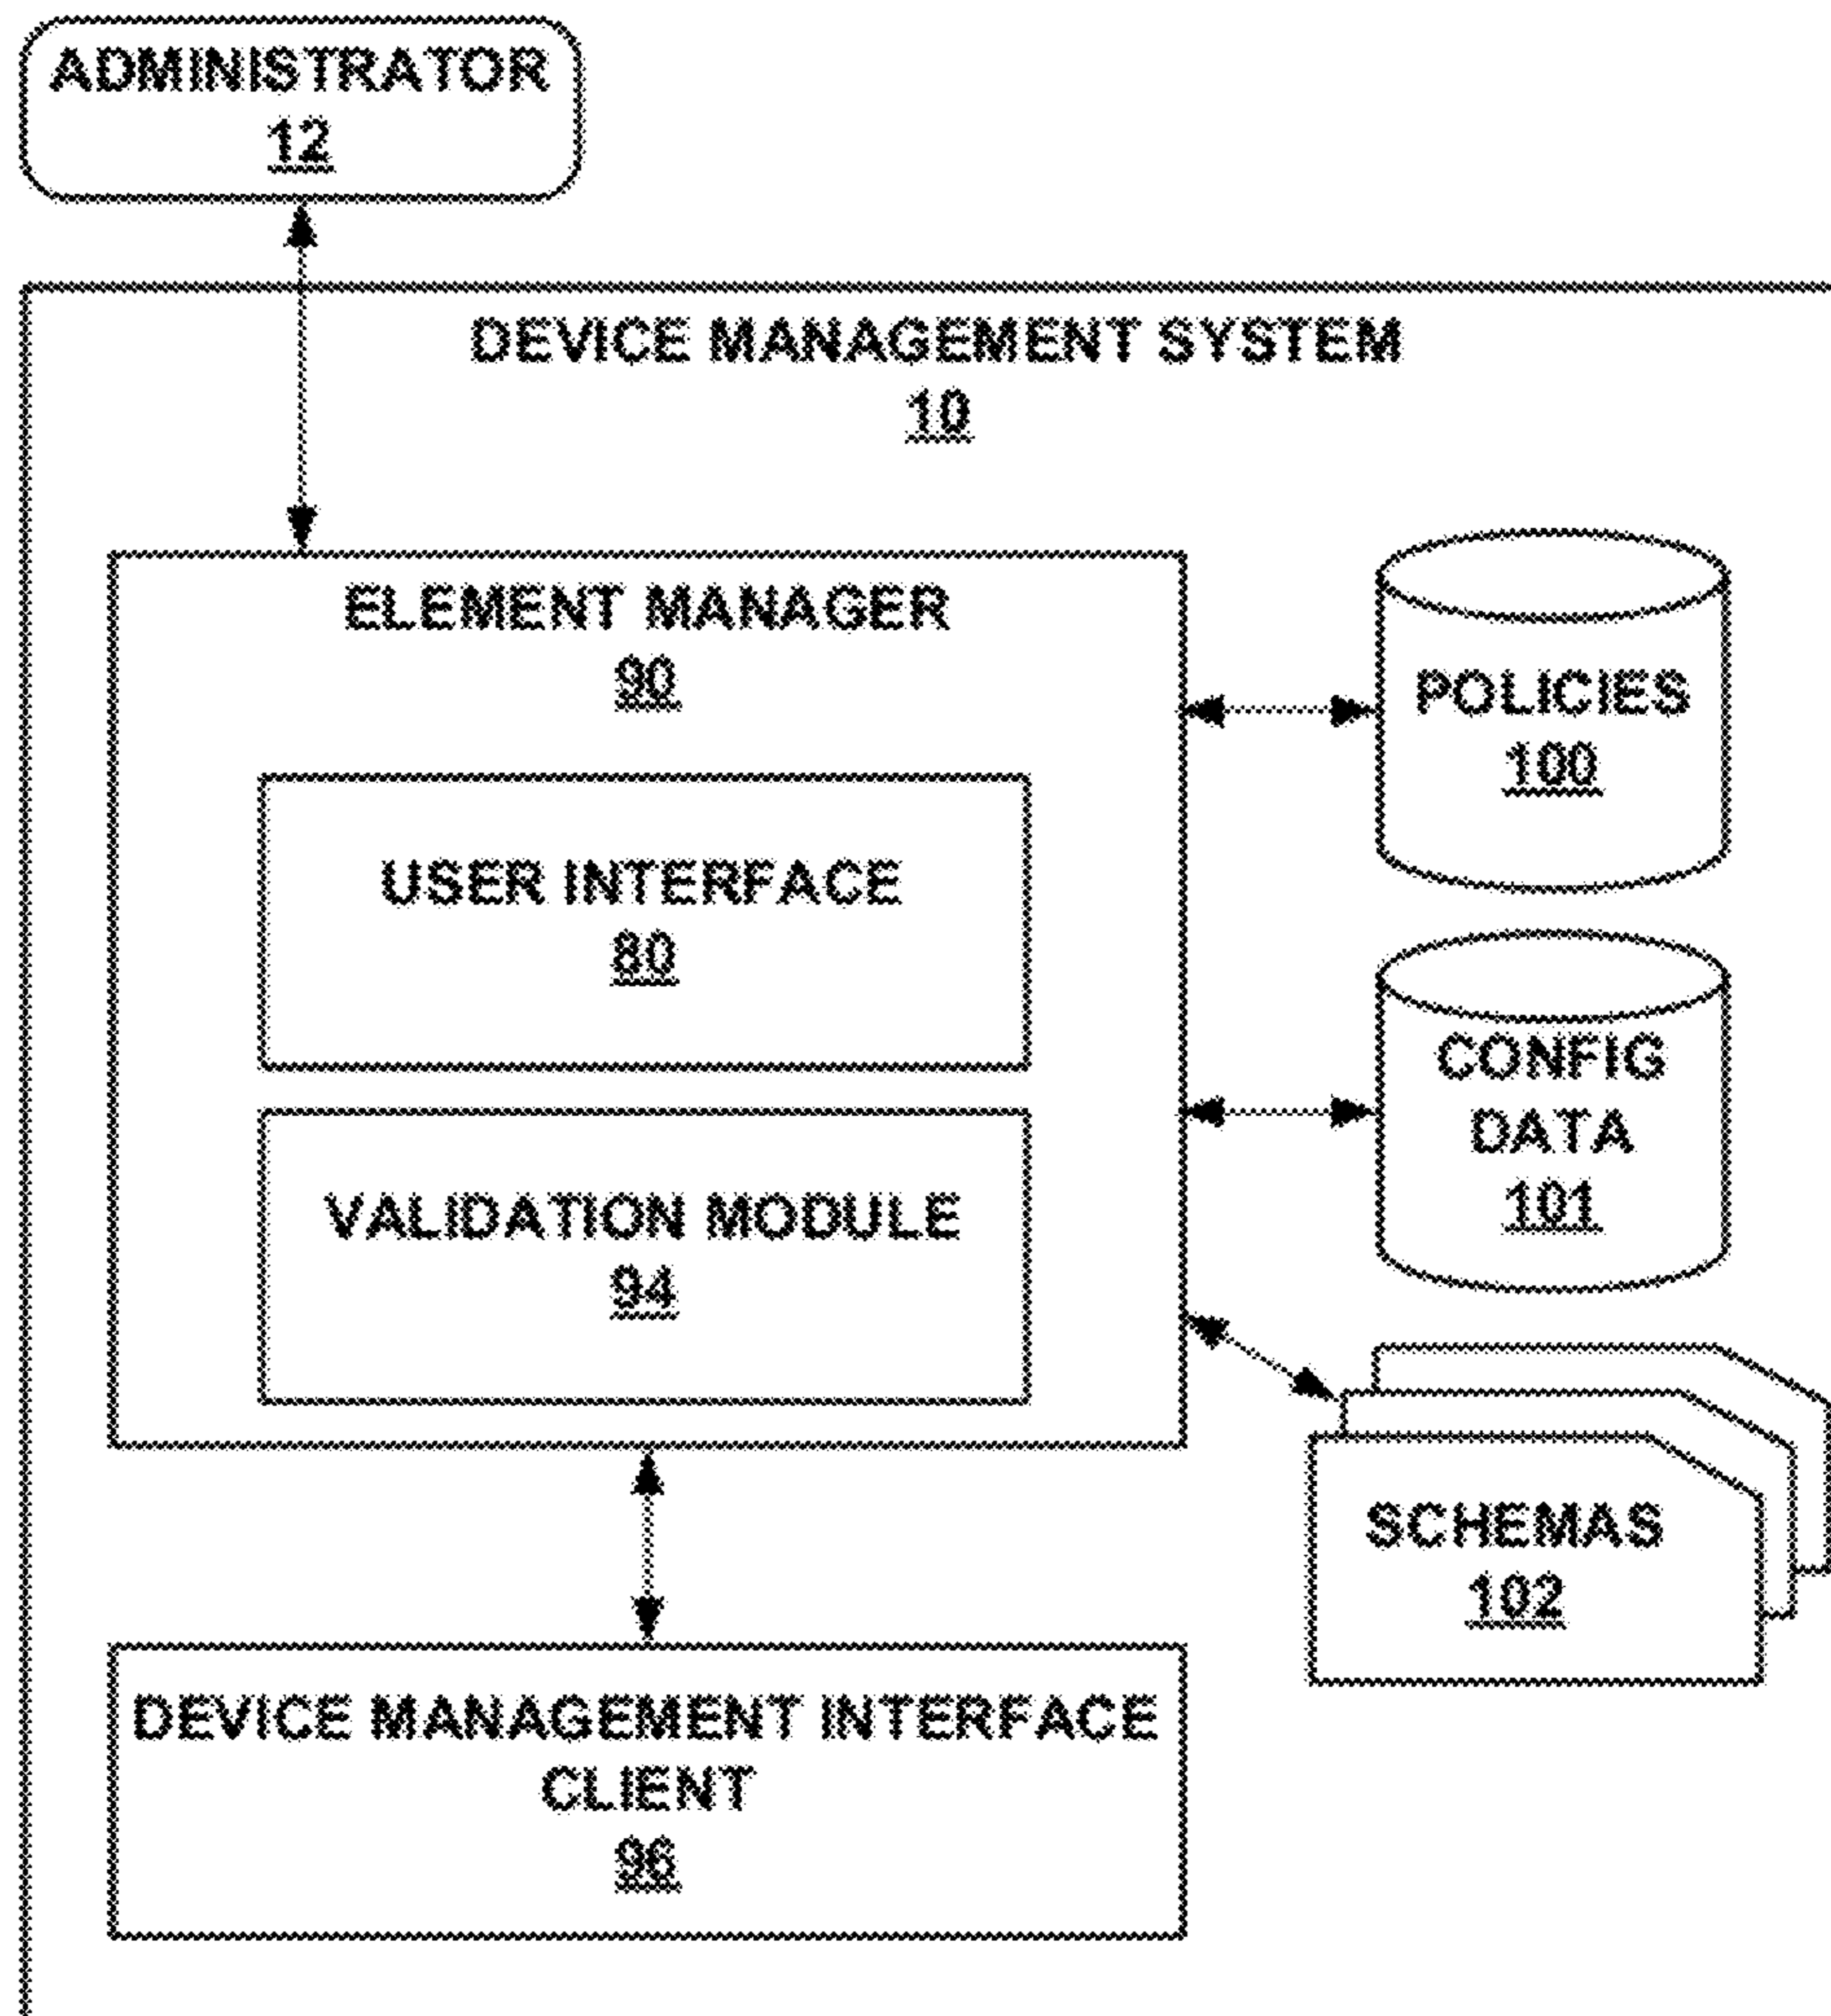 ADMINISTRATOR
12
DEVICE MANAGEMENT SYSTEM
10
ELEMENT MANAGER
90
USER INTERFACE
80
VALIDATION MODULE
94
POLICIES
100
CONFIG
DATA
101
SCHEMAS
102
DEVICE MANAGEMENT INTERFACE
CLIENT
96